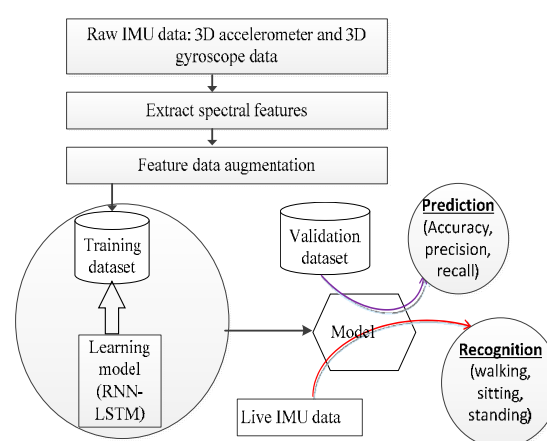 Raw IMU data: 3D accelerometer and 3D
gyroscope data
Extract spectral features
Feature data augmentation
Training
dataset
Learning
model
(RNN-
LSTM)
Validation
dataset
Model
Live IMU data
Prediction
(Accuracy,
precision,
recall)
Recognition
(walking,
sitting,
standing)